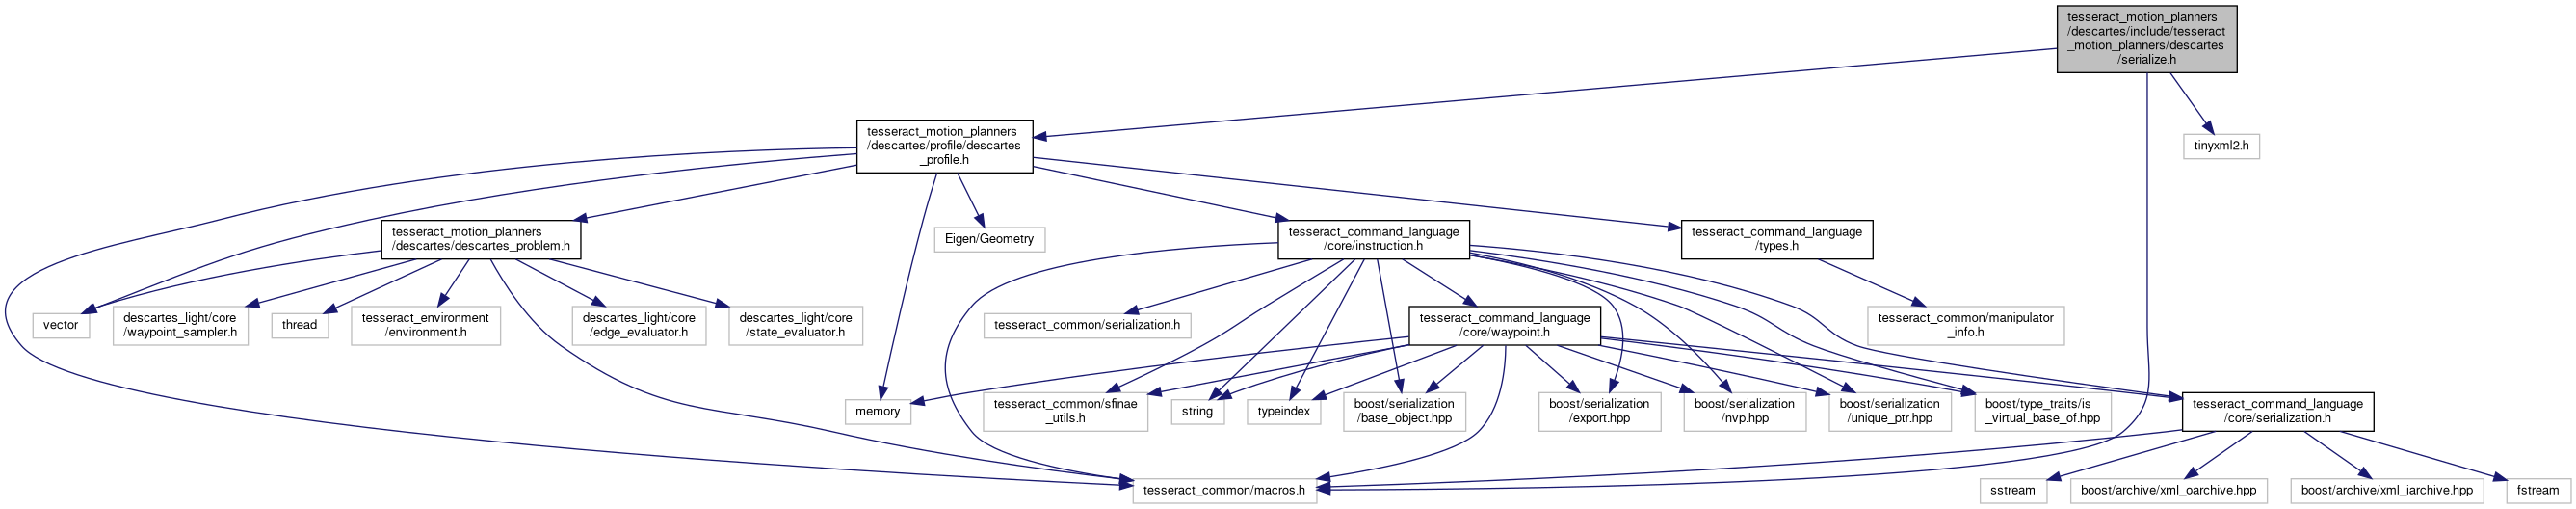 tesseract_motion_planners
/descartes/include/tesseract
_motion_planners/descartes
/serialize.h
tesseract_motion_planners
/descartes/profile/descartes
_profile.h
tinyxml2.h
tesseract_motion_planners
/descartes/descartes_problem.h
Eigen/Geometry
tesseract_command_language
/core/instruction.h
tesseract_command_language
/types.h
vector
descartes_light/core
/waypoint_sampler.h
thread
tesseract_environment
/environment.h
descartes_light/core
/edge_evaluator.h
descartes_light/core
/state_evaluator.h
tesseract_common/serialization.h
tesseract_command_language
/core/waypoint.h
tesseract_common/manipulator
_info.h
memory
tesseract_common/sfinae
_utils.h
string
typeindex
boost/serialization
/base_object.hpp
boost/serialization
/export.hpp
boost/serialization
/nvp.hpp
boost/serialization
/unique_ptr.hpp
boost/type_traits/is
_virtual_base_of.hpp
tesseract_command_language
/core/serialization.h
tesseract_common/macros.h
sstream
boost/archive/xml_oarchive.hpp
boost/archive/xml_iarchive.hpp
fstream